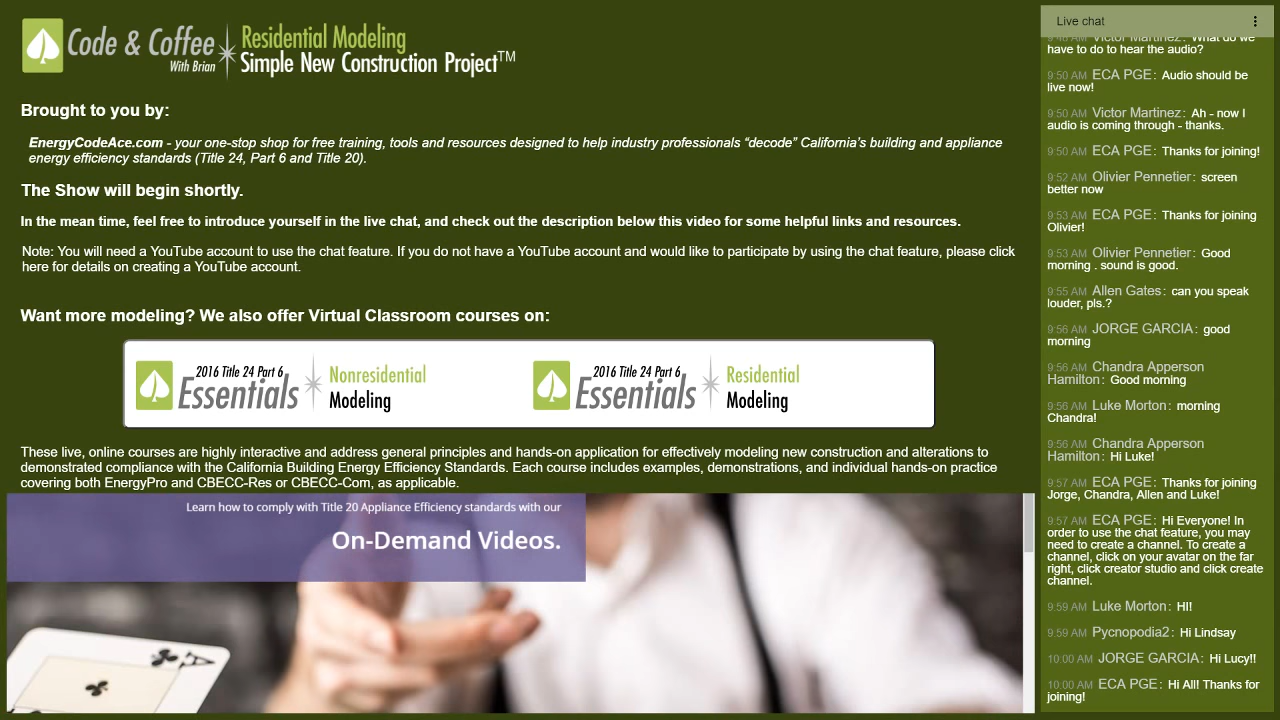 Code & Coffee
With Brian
Residential Modeling
Simple New Construction Project™
Brought to you by:
EnergyCodeAce.com - your one-stop shop for free training, tools and resources designed to help industry professionals “decode” California’s building and appliance
energy efficiency standards (Title 24, Part 6 and Title 20).
The Show will begin shortly.
In the mean time, feel free to introduce yourself in the live chat, and check out the description below this video for some helpful links and resources.
Note: You will need a YouTube account to use the chat feature. If you do not have a YouTube account and would like to participate by using the chat feature, please click
here for details on creating a YouTube account.
Want more modeling? We also offer Virtual Classroom courses on:
2016 Title 24 Part 6
Essentials
Nonresidential
Modeling
2016 Title 24 Part 6
Essentials
Residential
Modeling
These live, online courses are highly interactive and address general principles and hands-on application for effectively modeling new construction and alterations to
demonstrated compliance with the California Building Energy Efficiency Standards. Each course includes examples, demonstrations, and individual hands-on practice
covering both EnergyPro and CBECC-Res or CBECC-Com, as applicable.
Learn how to comply with Title 20 Appliance Efficiency standards with our
On-Demand Videos.
A
Live chat
9:48 AM Victor Martinez: What do we
have to do to hear the audio?
9:50 AM ECA PGE: Audio should be
live now!
9:50 AM Victor Martinez: Ah - now I
audio is coming through - thanks.
9:50 AM ECA PGE: Thanks for joining!
9:52 AM Olivier Pennetier: screen
better now
9:53 AM ECA PGE: Thanks for joining
Olivier!
9:53 AM Olivier Pennetier: Good
morning . sound is good.
9:55 AM Allen Gates: can you speak
louder, pls.?
9:56 AM JORGE GARCIA: good
morning
9:56 AM Chandra Apperson
Hamilton: Good morning
9:56 AM Luke Morton: morning
Chandra!
9:56 AM Chandra Apperson
Hamilton: Hi Luke!
9:57 AM ECA PGE: Thanks for joining
Jorge, Chandra, Allen and Luke!
9:57 AM ECA PGE: Hi Everyone! In
order to use the chat feature, you may
need to create a channel. To create a
channel, click on your avatar on the far
right, click creator studio and click create
channel.
9:59 AM Luke Morton: HI!
9:59 AM Pycnopodia2: Hi Lindsay
10:00 AM JORGE GARCIA: Hi Lucy!!
10:00 AM ECA PGE: Hi All! Thanks for
joining!